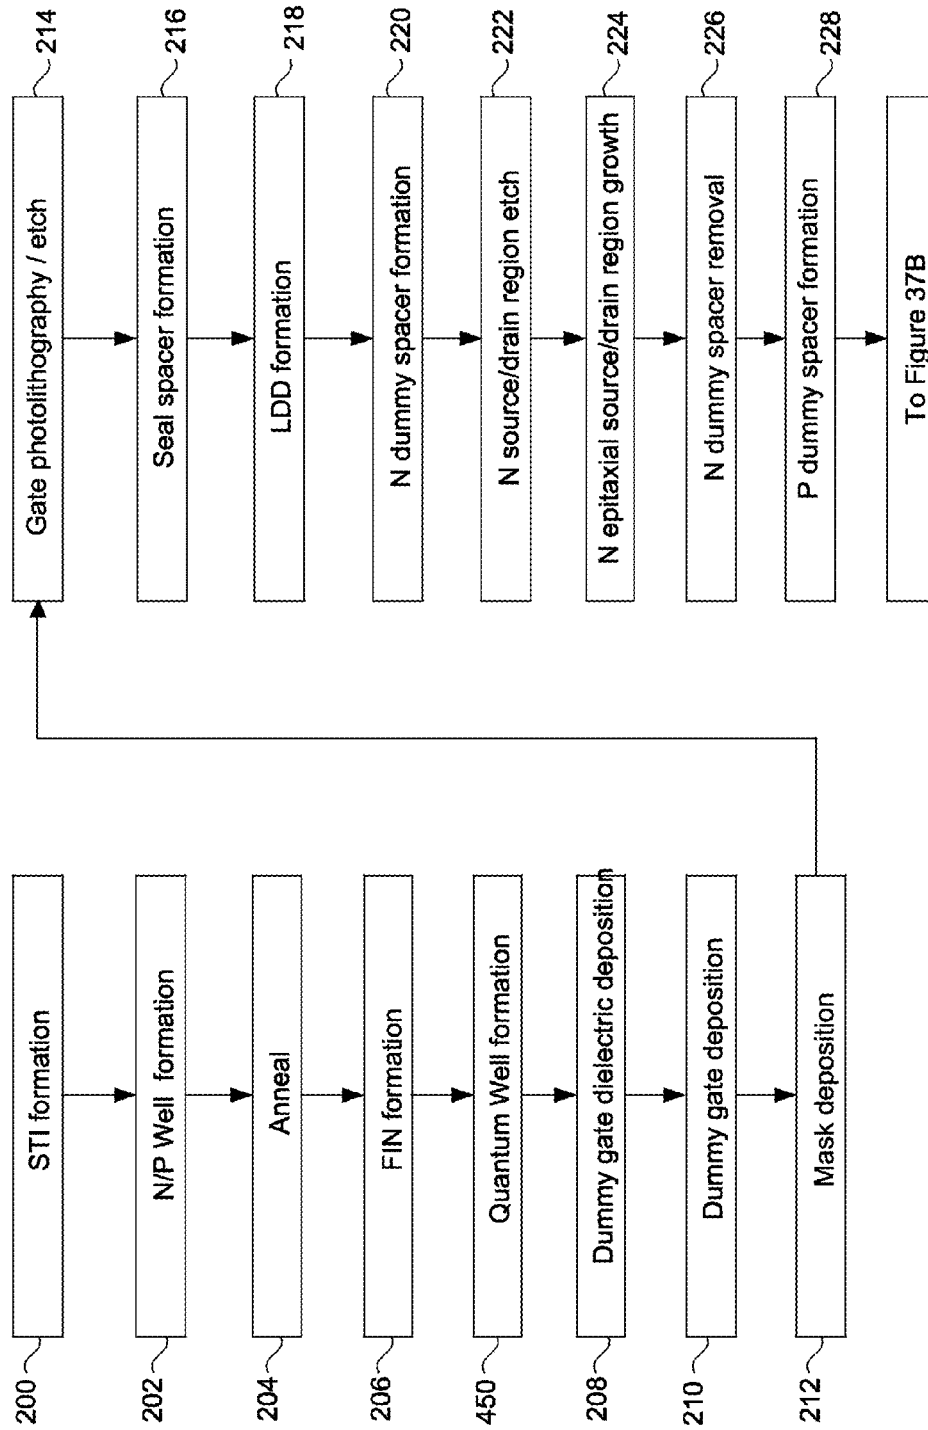 200
STI formation
202
N/P Well formation
204
Anneal
206
FIN formation
450
Quantum Well formation
208
Dummy gate dielectric deposition
210
Dummy gate deposition
212
Mask deposition
Gate photolithography / etch
214
Seal spacer formation
216
LDD formation
218
N dummy spacer formation
220
N source/drain region etch
222
N epitaxial source/drain region growth
224
N dummy spacer removal
226
P dummy spacer formation
228
To Figure 37B